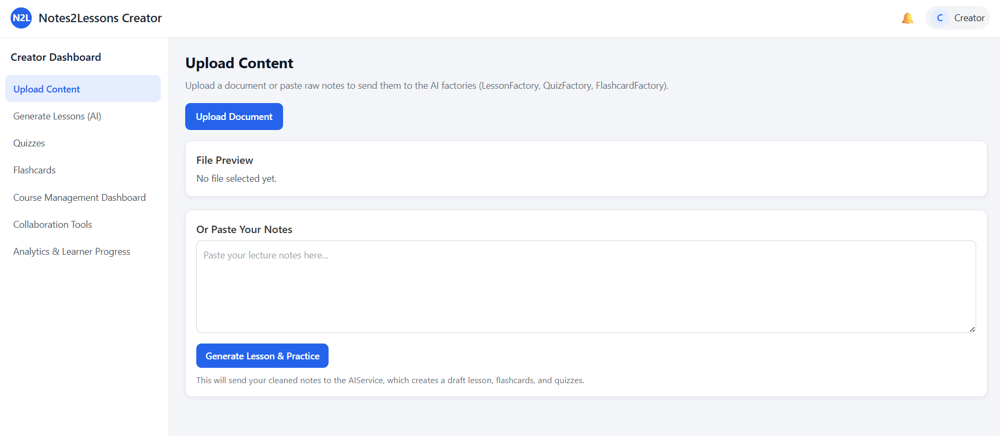 N2L Notes2Lessons Creator
C Creator
Creator Dashboard
Upload Content
Generate Lessons (AI)
Quizzes
Flashcards
Course Management Dashboard
Collaboration Tools
Analytics & Learner Progress
Upload Content
Upload a document or paste raw notes to send them to the AI factories (LessonFactory, QuizFactory, FlashcardFactory).
Upload Document
File Preview
No file selected yet.
Or Paste Your Notes
Paste your lecture notes here...
Generate Lesson & Practice
This will send your cleaned notes to the AIService, which creates a draft lesson, flashcards, and quizzes.